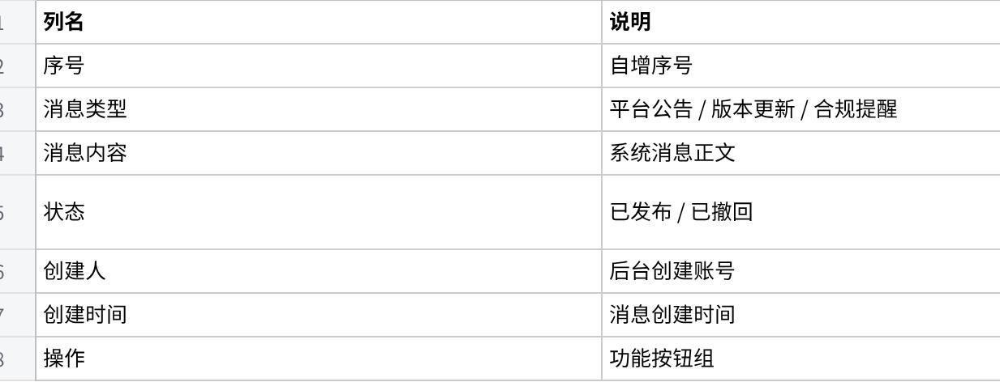 1 列名 说明
2 序号 自增序号
3 消息类型 平台公告 / 版本更新 / 合规提醒
4 消息内容 系统消息正文
5 状态 已发布 / 已撤回
6 创建人 后台创建账号
7 创建时间 消息创建时间
8 操作 功能按钮组